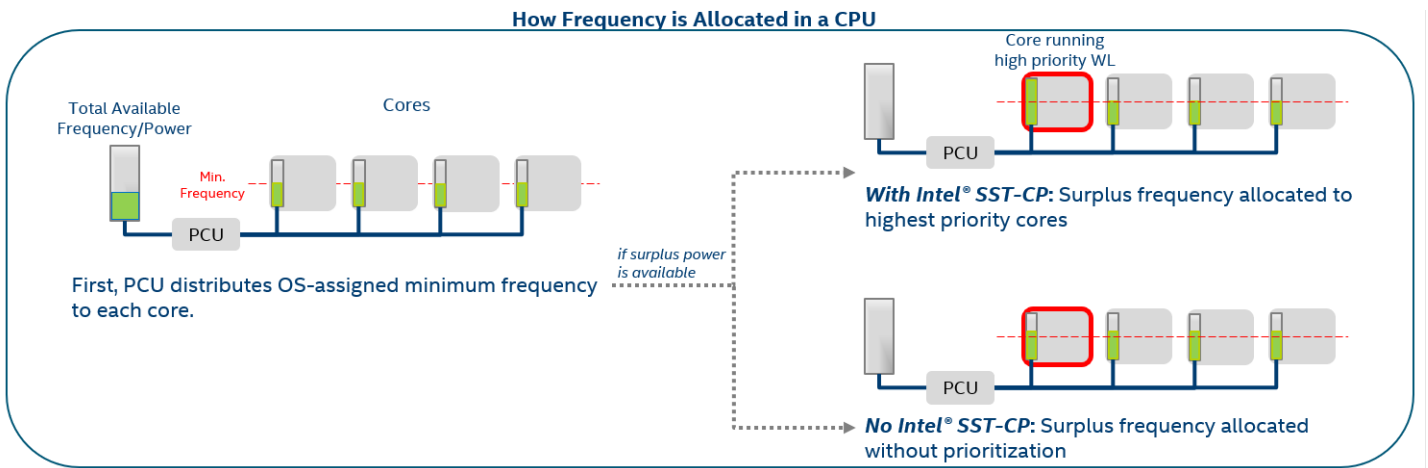 How Frequency is Allocated in a CPU
Total Available
Frequency/Power
Cores
Min.
Frequency
PCU
First, PCU distributes OS-assigned minimum frequency
to each core.
if surplus power
is available
Core running
high priority WL
PCU
With Intel® SST-CP: Surplus frequency allocated to
highest priority cores
PCU
No Intel® SST-CP: Surplus frequency allocated
without prioritization